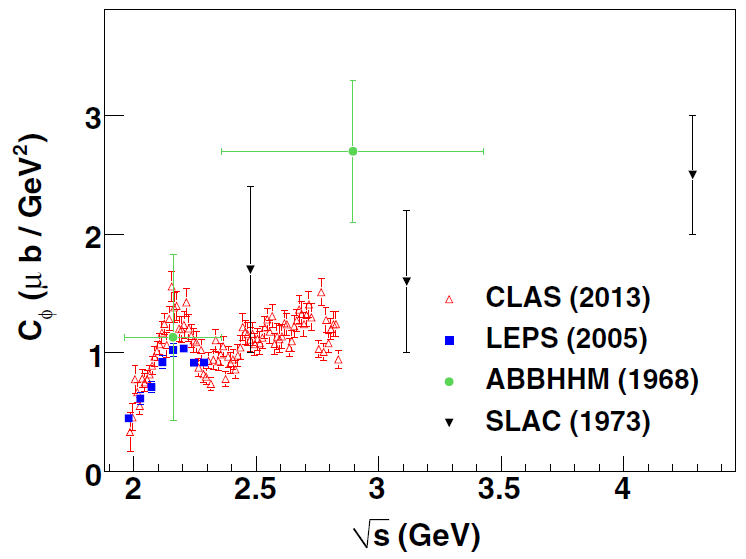 C_ϕ (μ b / GeV²)
3
2
1
0
2
2.5
3
3.5
4
√s (GeV)
CLAS (2013)
LEPS (2005)
ABBHHM (1968)
SLAC (1973)